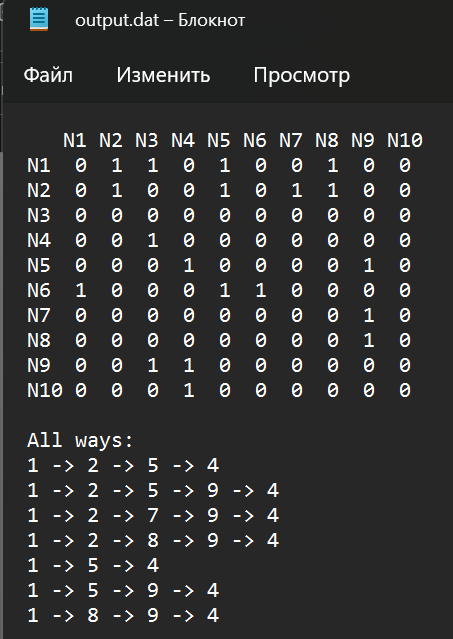 output.dat – Блокнот
Файл Изменить Просмотр
N1 N2 N3 N4 N5 N6 N7 N8 N9 N10
N1 0 1 1 0 1 0 0 1 0 0
N2 0 1 0 0 1 0 1 1 0 0
N3 0 0 0 0 0 0 0 0 0 0
N4 0 0 1 0 0 0 0 0 0 0
N5 0 0 0 1 0 0 0 0 1 0
N6 1 0 0 0 1 1 0 0 0 0
N7 0 0 0 0 0 0 0 0 1 0
N8 0 0 0 0 0 0 0 0 1 0
N9 0 0 1 1 0 0 0 0 0 0
N10 0 0 0 1 0 0 0 0 0 0
All ways:
1 -> 2 -> 5 -> 4
1 -> 2 -> 5 -> 9 -> 4
1 -> 2 -> 7 -> 9 -> 4
1 -> 2 -> 8 -> 9 -> 4
1 -> 5 -> 4
1 -> 5 -> 9 -> 4
1 -> 8 -> 9 -> 4